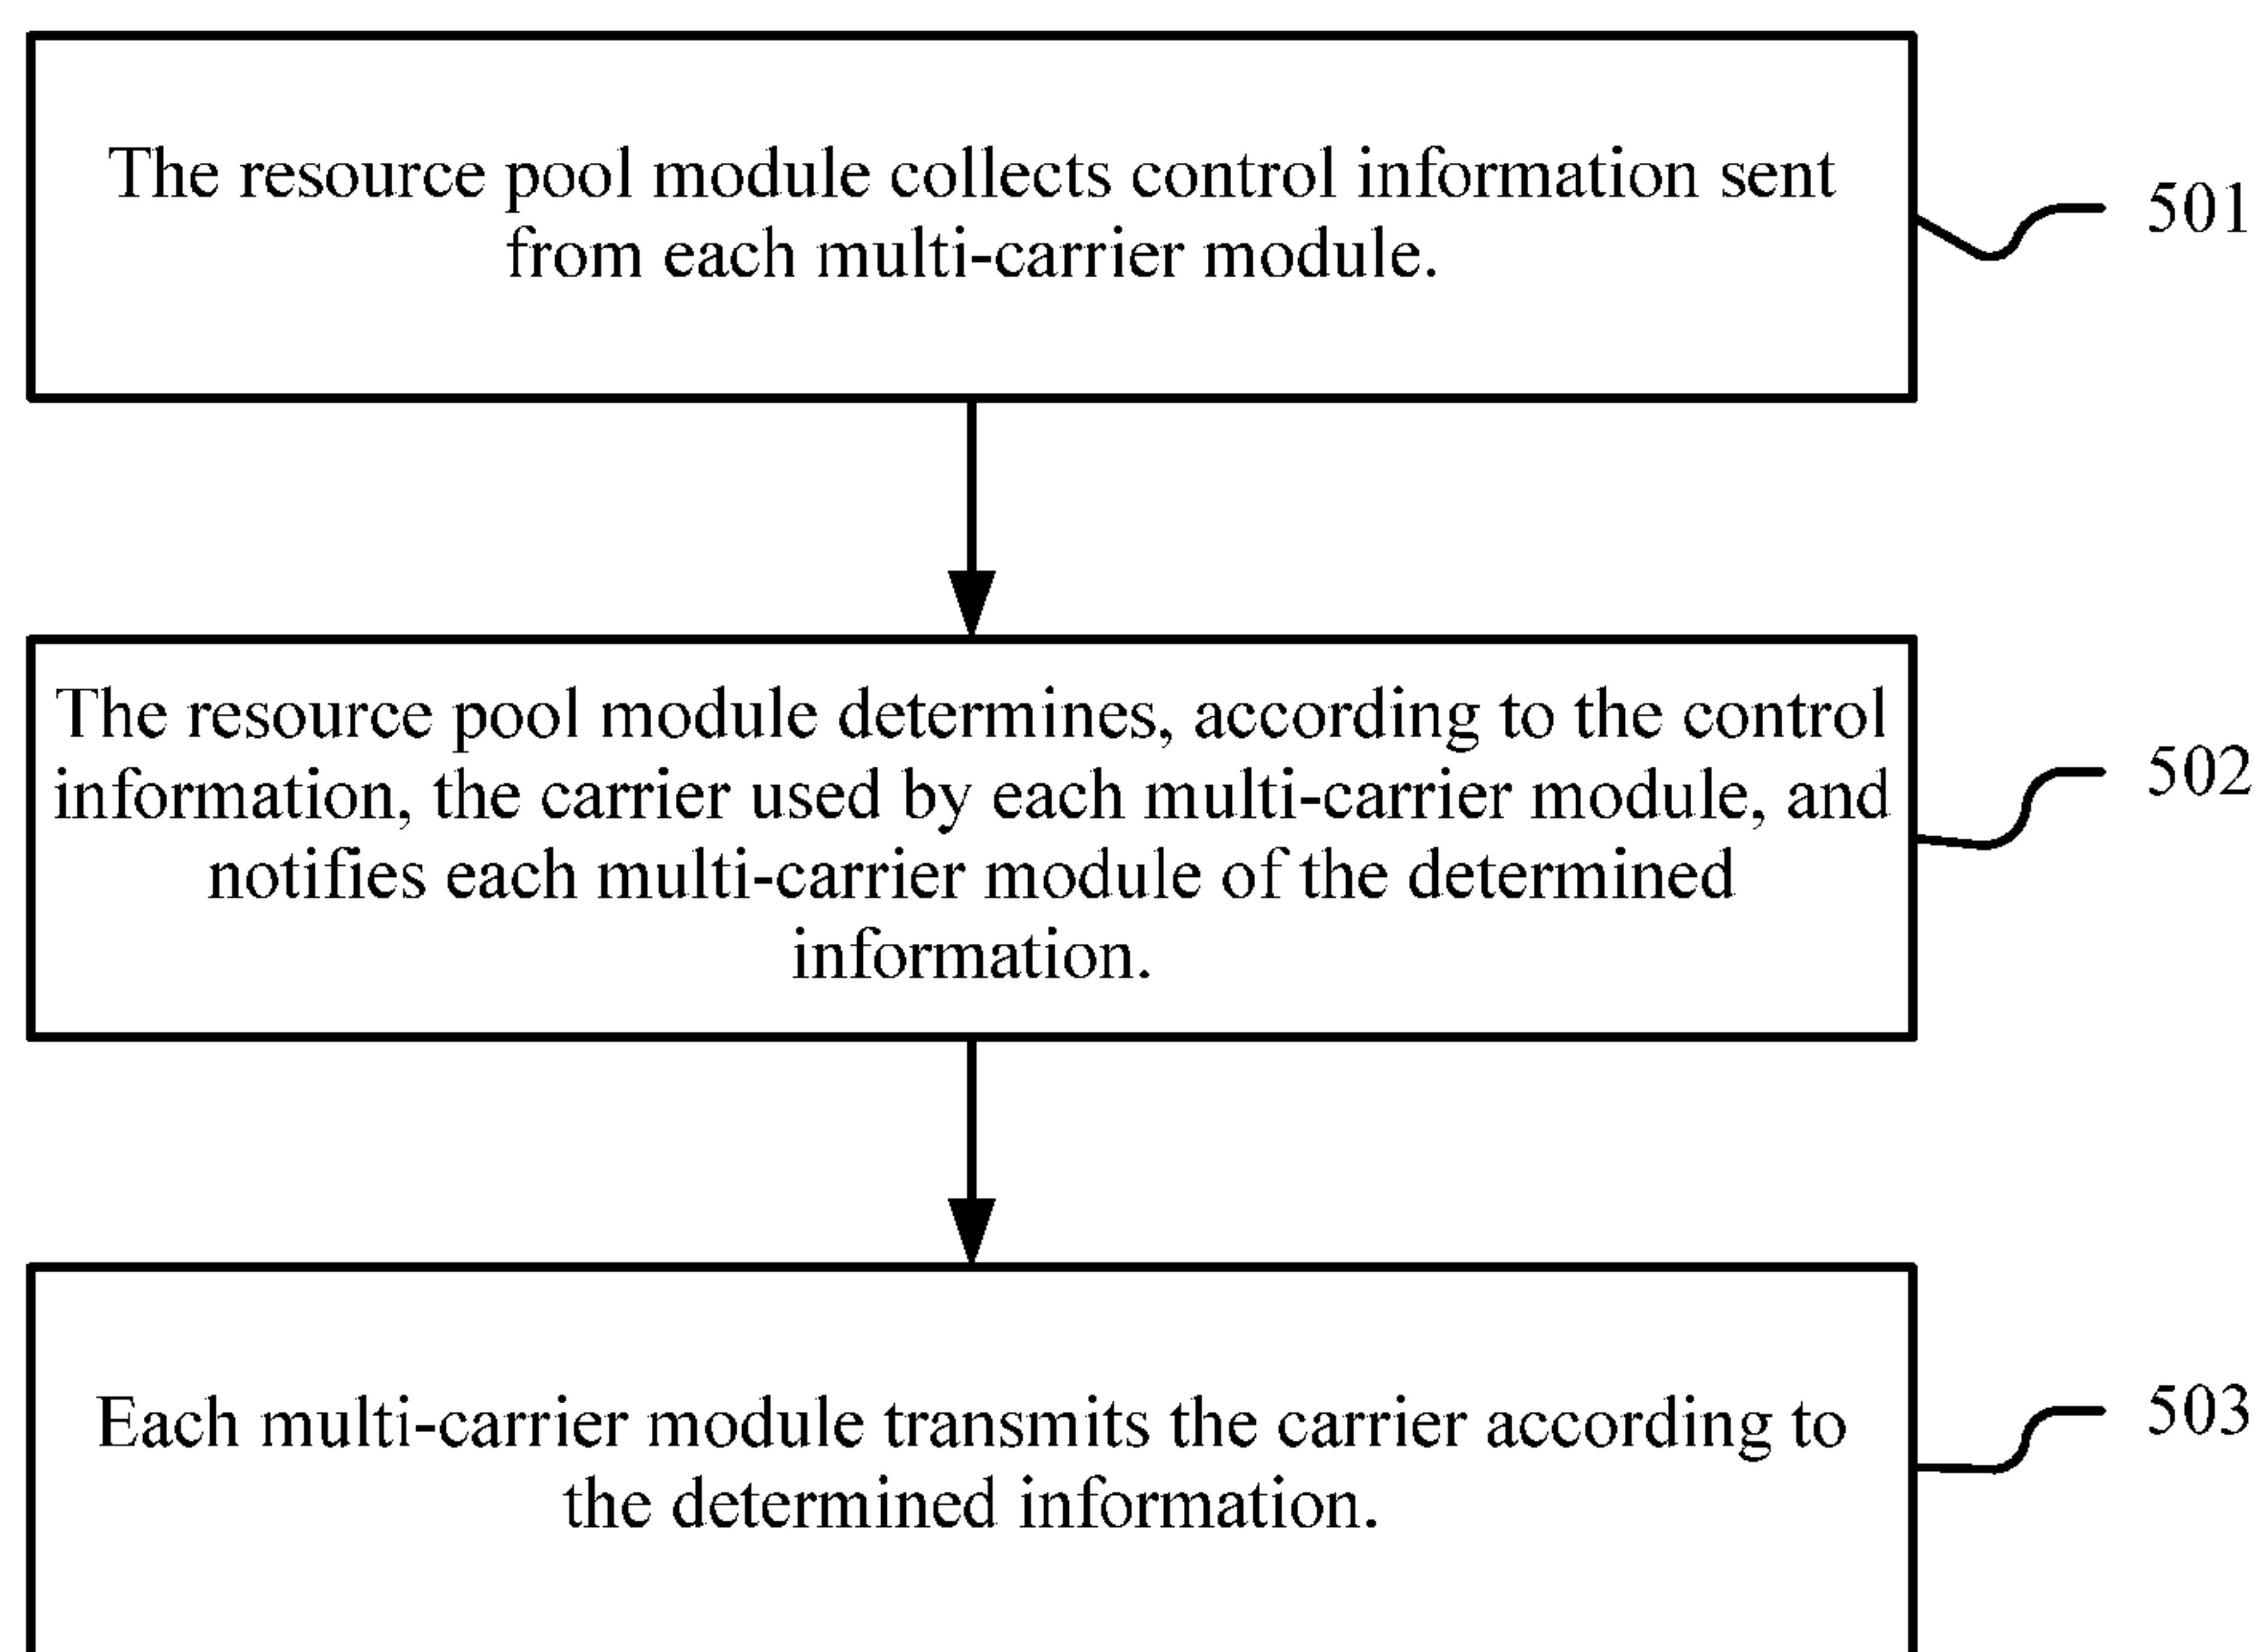 The resource pool module collects control information sent
from each multi-carrier module.
501
The resource pool module determines, according to the control
information, the carrier used by each multi-carrier module, and
notifies each multi-carrier module of the determined
information.
502
Each multi-carrier module transmits the carrier according to
the determined information.
503